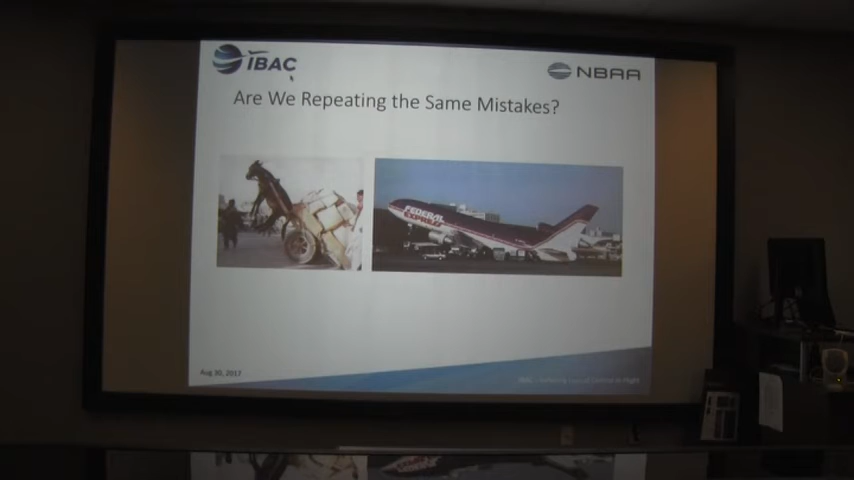 IBAC
NBAA
Are We Repeating the Same Mistakes?
FEDERAL
EXPRESS
Aug 30, 2017